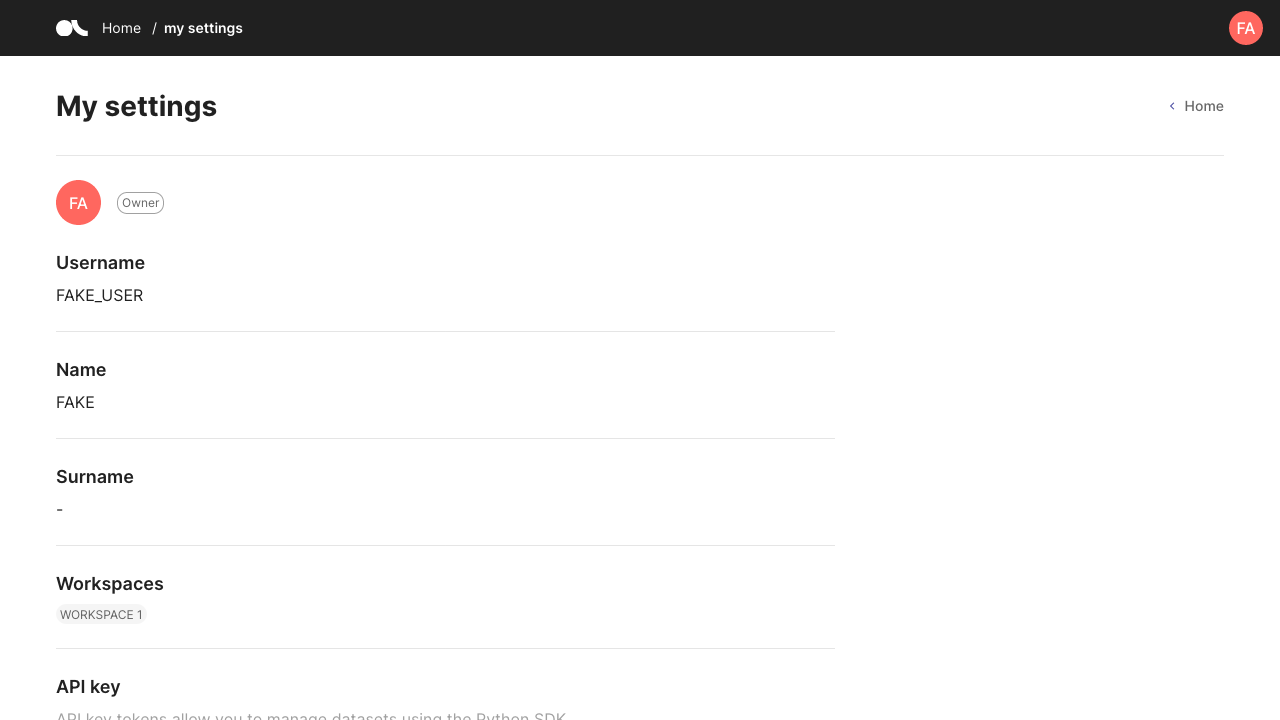 Home / my settings
FA
My settings
Home
FA
Owner
Username
FAKE_USER
Name
FAKE
Surname
-
Workspaces
WORKSPACE 1
API key
API key tokens allow you to manage datasets using the Python SDK.